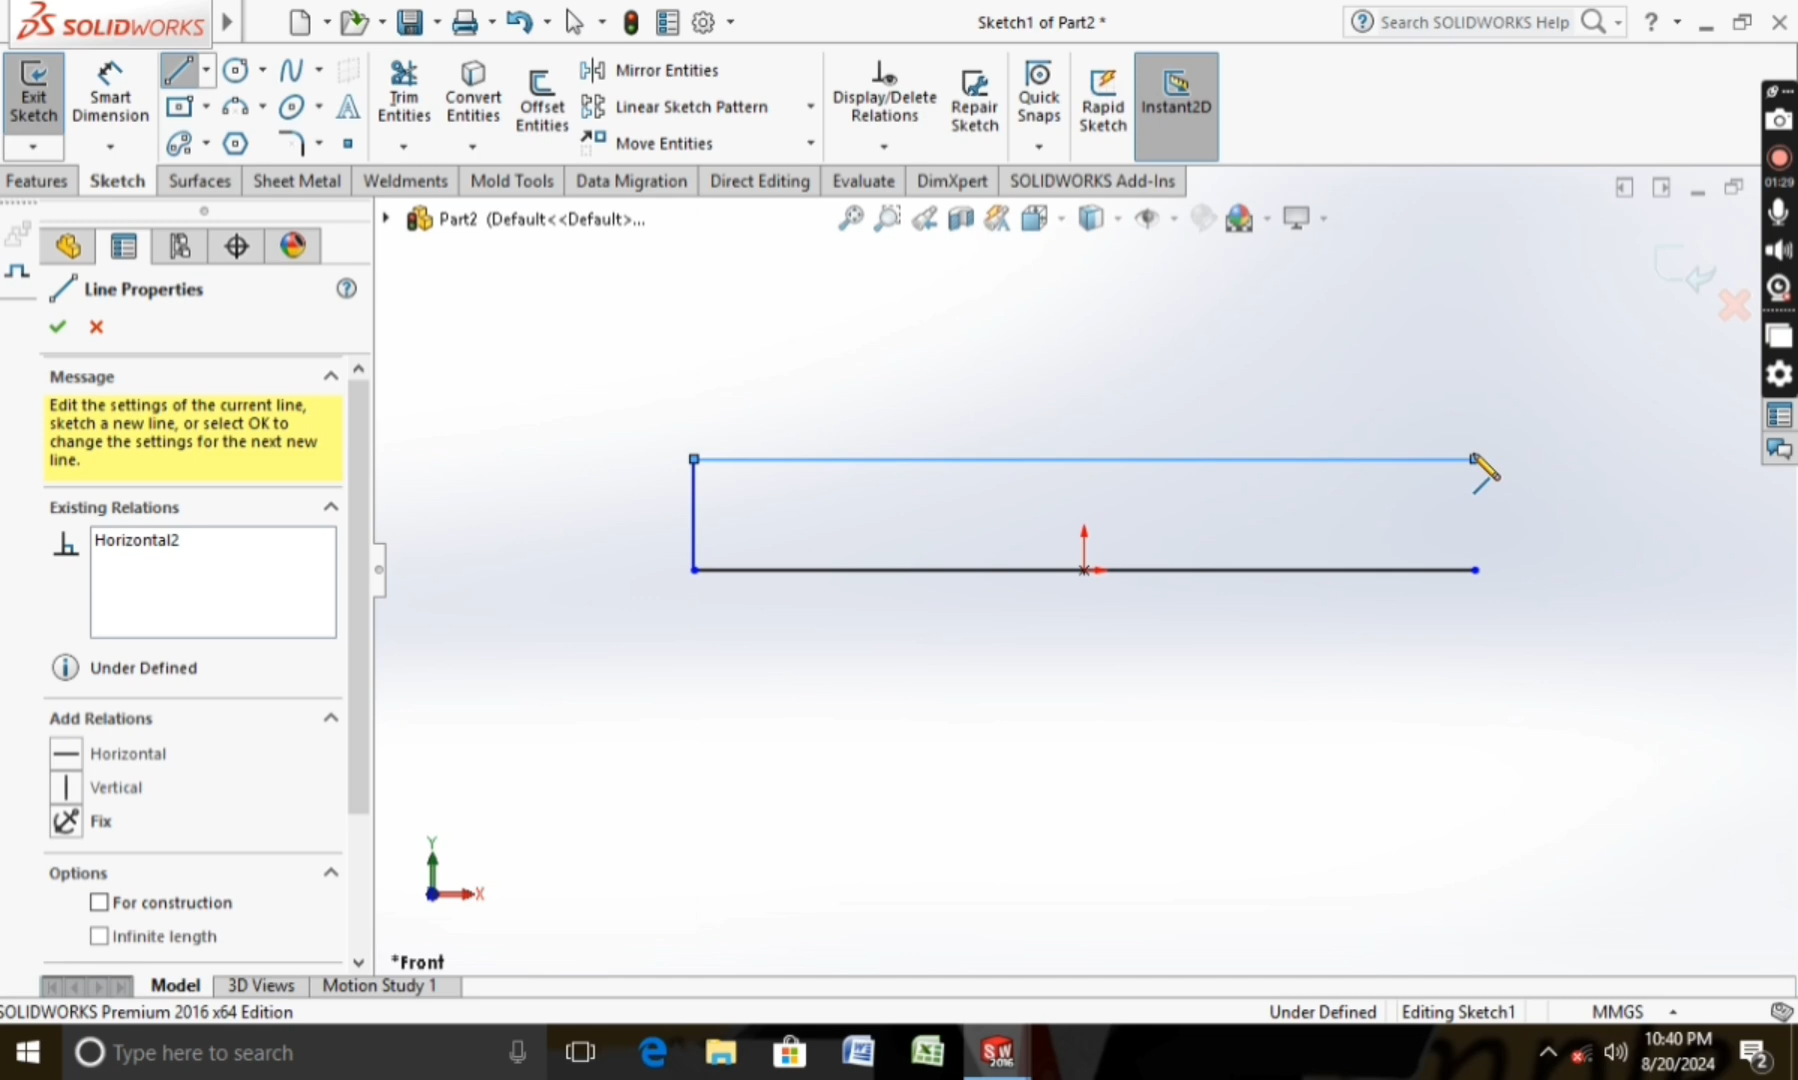 SOLIDWORKS
Sketch1 of Part2 *
Search SOLIDWORKS Help
?
Exit Sketch
Smart Dimension
Trim Entities
Convert Entities
Offset Entities
Mirror Entities
Linear Sketch Pattern
Move Entities
Display/Delete Relations
Repair Sketch
Quick Snaps
Rapid Sketch
Instant2D
Features
Sketch
Surfaces
Sheet Metal
Weldments
Mold Tools
Data Migration
Direct Editing
Evaluate
DimXpert
SOLIDWORKS Add-Ins
01:29
Part2 (Default<<Default>...
Line Properties
Message
Edit the settings of the current line,
sketch a new line, or select OK to
change the settings for the next new
line.
Existing Relations
Horizontal2
Under Defined
Add Relations
Horizontal
Vertical
Fix
Options
For construction
Infinite length
Y
X
*Front
Model
3D Views
Motion Study 1
SOLIDWORKS Premium 2016 x64 Edition
Under Defined
Editing Sketch1
MMGS
Type here to search
SW
2016
10:40 PM
8/20/2024
2